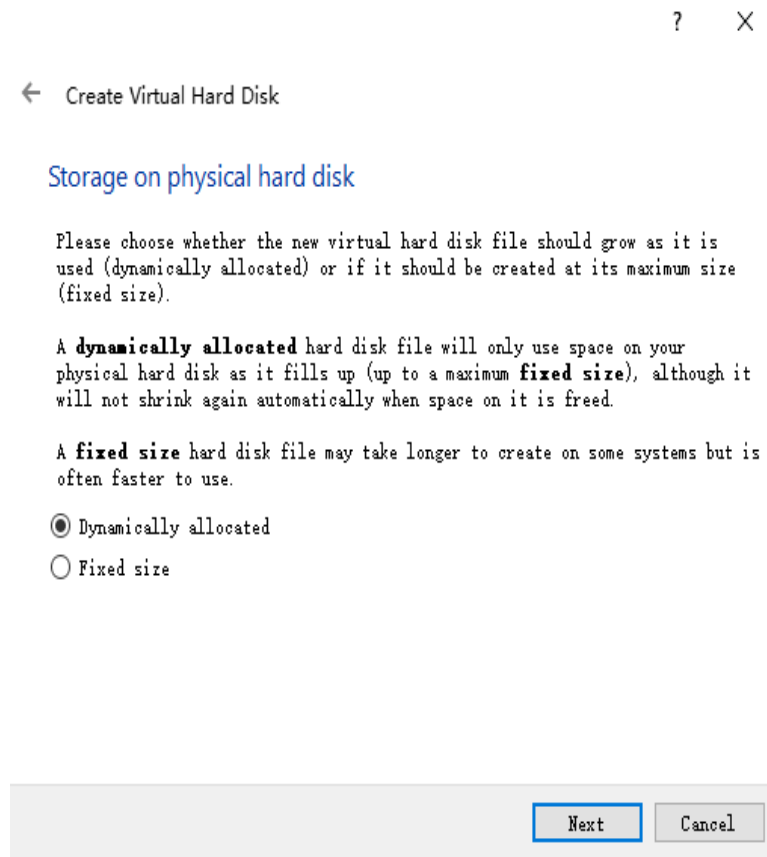 ?
Create Virtual Hard Disk
Storage on physical hard disk
Please choose whether the new virtual hard disk file should grow as it is
used (dynamically allocated) or if it should be created at its maximum size
(fixed size).
A dynamically allocated hard disk file will only use space on your
physical hard disk as it fills up (up to a maximum fixed size), although it
will not shrink again automatically when space on it is freed.
A fixed size hard disk file may take longer to create on some systems but is
often faster to use.
Dynamically allocated
Fixed size
Next Cancel